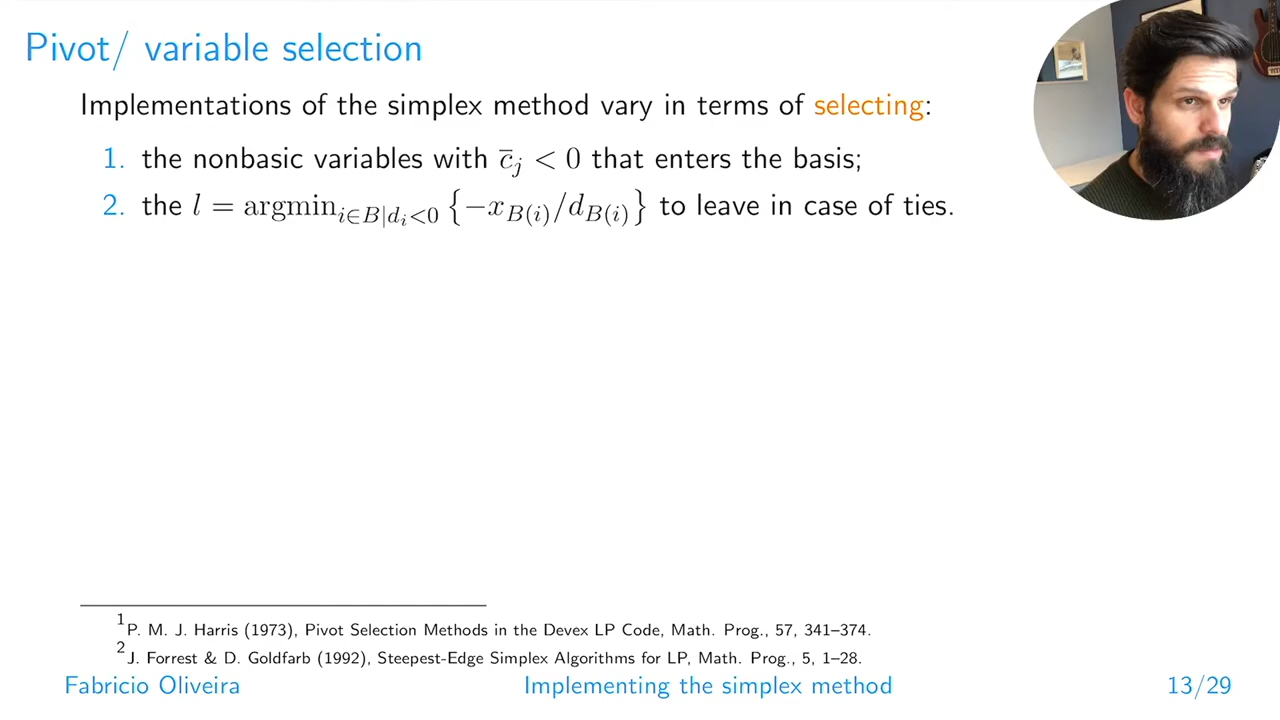 Pivot/ variable selection
Implementations of the simplex method vary in terms of selecting:
1. the nonbasic variables with c̄_j < 0 that enters the basis;
2. the l = argmin_{i∈B|d_i<0} {−x_{B(i)}/d_{B(i)}} to leave in case of ties.
¹P. M. J. Harris (1973), Pivot Selection Methods in the Devex LP Code, Math. Prog., 57, 341–374.
²J. Forrest & D. Goldfarb (1992), Steepest-Edge Simplex Algorithms for LP, Math. Prog., 5, 1–28.
Fabricio Oliveira Implementing the simplex method 13/29